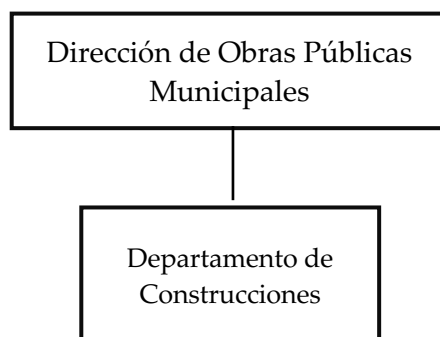 Dirección de Obras Públicas
Municipales
Departamento de
Construcciones